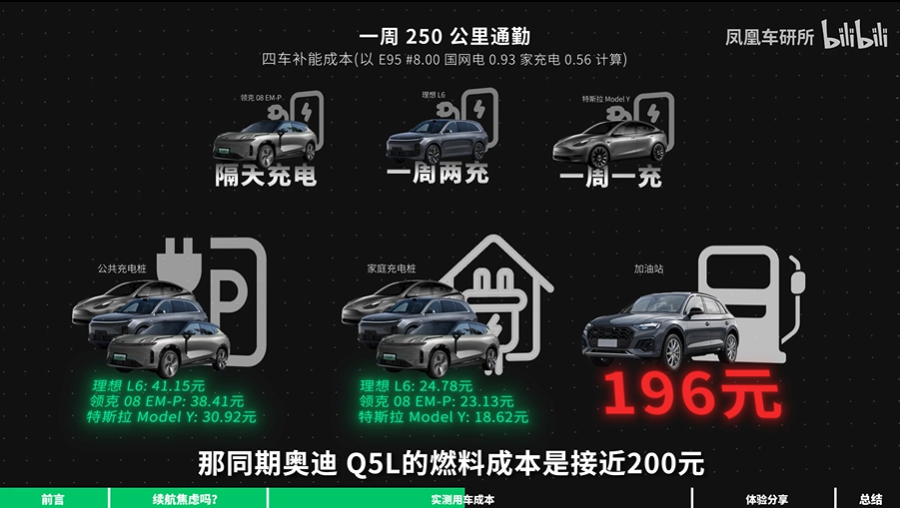 一周 250 公里通勤
凤凰车研所 bilibili
四车补能成本(以 E95 #8.00 国网电 0.93 家充电 0.56 计算)
领克 08 EM-P
理想 L6
特斯拉 Model Y
隔天充电
一周两充
一周一充
公共充电桩
家庭充电桩
加油站
P
理想 L6: 41.15元
领克 08 EM-P: 38.41元
特斯拉 Model Y: 30.92元
理想 L6: 24.78元
领克 08 EM-P: 23.13元
特斯拉 Model Y: 18.62元
196元
那同期奥迪 Q5L的燃料成本是接近200元
前言
续航焦虑吗？
实测用车成本
体验分享
总结